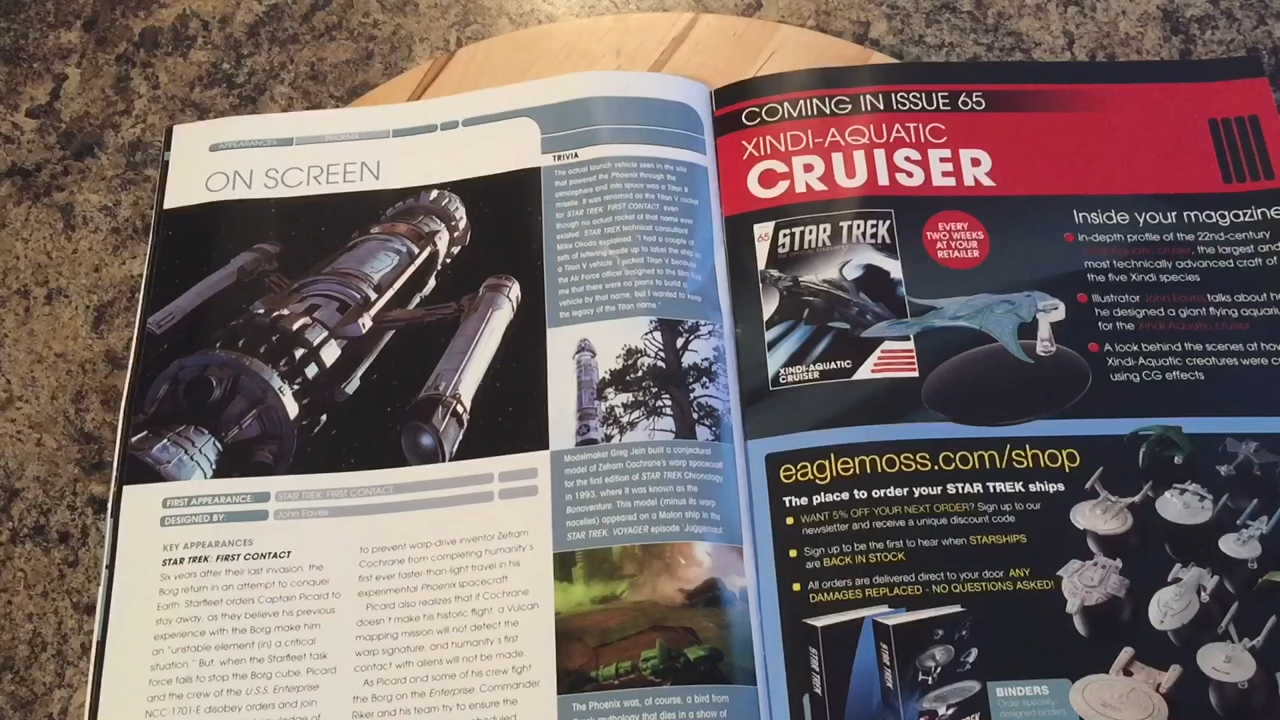 APPEARANCES
PHOENIX
ON SCREEN
TRIVIA
The actual launch vehicle seen in the silo
that powered the Phoenix through the
atmosphere and into space was a Titan II
missile. It was renamed as the Titan V rocket
for STAR TREK: FIRST CONTACT, even
though no actual rocket of that name ever
existed. STAR TREK technical consultant
Mike Okuda explained, "I had a couple of
sets of lettering made up to label the ship as
a Titan V vehicle. I picked Titan V because
the Air Force officer assigned to the film told
me that there were no plans to build a
vehicle by that name, but I wanted to keep
the legacy of the Titan name."
Modelmaker Greg Jein built a conjectural
model of Zefram Cochrane's warp spacecraft
for the first edition of STAR TREK Chronology
in 1993, where it was known as the
Bonaventure. This model (minus its warp
nacelles) appeared on a Malon ship in the
STAR TREK: VOYAGER episode 'Juggernaut.'
The Phoenix was, of course, a bird from
mythology that dies in a show of
FIRST APPEARANCE:
STAR TREK: FIRST CONTACT
DESIGNED BY:
John Eaves
KEY APPEARANCES
STAR TREK: FIRST CONTACT
Six years after their last invasion, the
Borg return in an attempt to conquer
Earth. Starfleet orders Captain Picard to
stay away, as they believe his previous
experience with the Borg make him
an "unstable element (in) a critical
situation." But, when the Starfleet task
force fails to stop the Borg cube, Picard
and the crew of the U.S.S. Enterprise
NCC-1701-E disobey orders and join
to prevent warp-drive inventor Zefram
Cochrane from completing humanity's
first ever faster-than-light travel in his
experimental Phoenix spacecraft.
Picard also realizes that if Cochrane
doesn't make his historic flight, a Vulcan
mapping mission will not detect the
warp signature, and humanity's first
contact with aliens will not be made.
As Picard and some of his crew fight
the Borg on the Enterprise, Commander
Riker and his team try to ensure the
COMING IN ISSUE 65
XINDI-AQUATIC
CRUISER
65
STAR TREK
XINDI-AQUATIC
CRUISER
EVERY
TWO WEEKS
AT YOUR
RETAILER
Inside your magazine
In-depth profile of the 22nd-century
Xindi-Aquatic cruiser, the largest and
most technically advanced craft of
the five Xindi species
Illustrator John Eaves talks about h
he designed a giant flying aquari
for the Xindi-Aquatic cruiser
A look behind the scenes at how
Xindi-Aquatic creatures were c
using CG effects
eaglemoss.com/shop
The place to order your STAR TREK ships
WANT 5% OFF YOUR NEXT ORDER? Sign up to our
newsletter and receive a unique discount code
Sign up to be the first to hear when STARSHIPS
are BACK IN STOCK
All orders are delivered direct to your door. ANY
DAMAGES REPLACED - NO QUESTIONS ASKED!
STAR TREK
STAR TREK
BINDERS
Order specially
designed binders